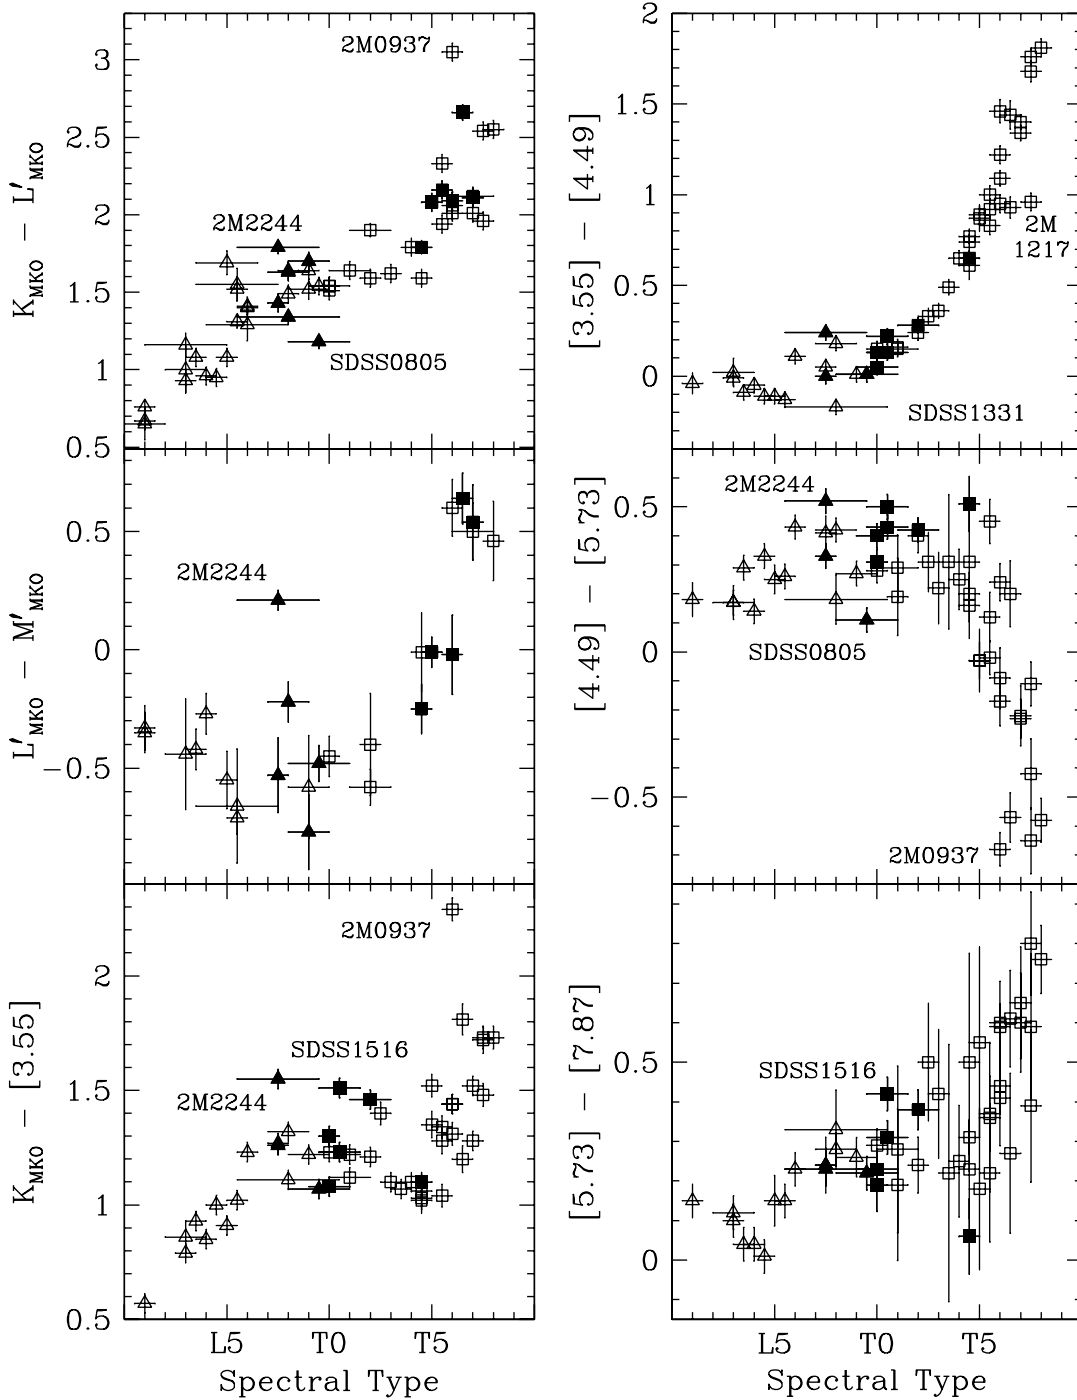 2M0937
3
2.5
2
1.5
1
0.5
K_MKO − L′_MKO
2M2244
SDSS0805
2
1.5
1
0.5
0
[3.55] − [4.49]
2M
1217
SDSS1331
0.5
0
−0.5
L′_MKO − M′_MKO
2M2244
0.5
0
−0.5
[4.49] − [5.73]
2M2244
SDSS0805
2M0937
2
1.5
1
0.5
K_MKO − [3.55]
2M0937
SDSS1516
2M2244
L5 T0 T5
Spectral Type
0.5
0
[5.73] − [7.87]
SDSS1516
L5 T0 T5
Spectral Type